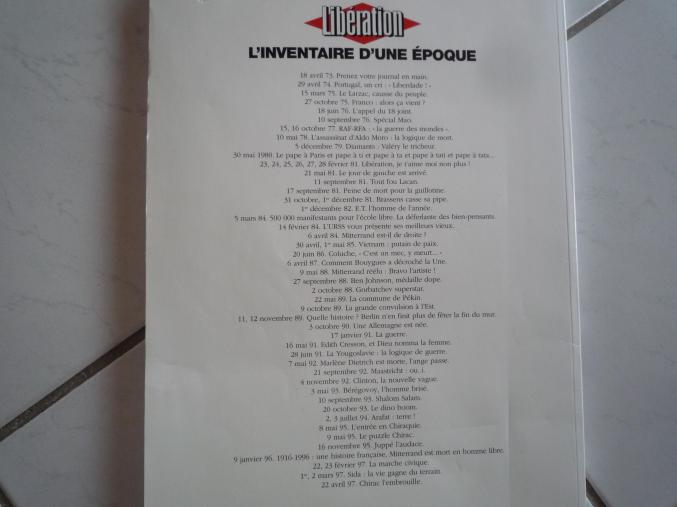 Libération
L'INVENTAIRE D'UNE ÉPOQUE
18 avril 73. Prenez votre journal en main.
29 avril 74. Portugal, un cri : « Liberdade ! »
15 mars 75. Le Larzac, causse du peuple.
27 octobre 75. Franco : alors ça vient ?
18 juin 76. L'appel du 18 joint.
10 septembre 76. Spécial Mao.
15, 16 octobre 77. RAF-RFA : « la guerre des mondes ».
10 mai 78. L'assassinat d'Aldo Moro : la logique de mort.
5 décembre 79. Diamants : Valéry le tricheur.
30 mai 1980. Le pape à Paris et pape à ti et pape à ta et pape à tati et pape à tata...
23, 24, 25, 26, 27, 28 février 81. Libération, je t'aime moi non plus !
21 mai 81. Le jour de gauche est arrivé.
11 septembre 81. Tout fou Lacan.
17 septembre 81. Peine de mort pour la guillotine.
31 octobre, 1er décembre 81. Brassens casse sa pipe.
1er décembre 82. E.T. l'homme de l'année.
5 mars 84. 500 000 manifestants pour l'école libre. La déferlante des bien-pensants.
14 février 84. L'URSS vous présente ses meilleurs vieux.
6 avril 84. Mitterrand est-il de droite ?
30 avril, 1er mai 85. Vietnam : putain de paix.
20 juin 86. Coluche, « C'est un mec, y meurt... »
6 avril 87. Comment Bouygues a décroché la Une.
9 mai 88. Mitterrand réélu : Bravo l'artiste !
27 septembre 88. Ben Johnson, médaille dope.
2 octobre 88. Gorbatchev superstar.
22 mai 89. La commune de Pékin.
9 octobre 89. La grande convulsion à l'Est.
11, 12 novembre 89. Quelle histoire ? Berlin n'en finit plus de fêter la fin du mur.
3 octobre 90. Une Allemagne est née.
17 janvier 91. La guerre.
16 mai 91. Edith Cresson, et Dieu nomma la femme.
28 juin 91. La Yougoslavie : la logique de guerre.
7 mai 92. Marlène Dietrich est morte, l'ange passe.
21 septembre 92. Maastricht : ou..i.
4 novembre 92. Clinton, la nouvelle vague.
3 mai 93. Bérégovoy, l'homme brisé.
10 septembre 93. Shalom Salam.
20 octobre 93. Le dino boom.
2, 3 juillet 94. Arafat : terre !
8 mai 95. L'entrée en Chiraquie.
9 mai 95. Le puzzle Chirac.
16 novembre 95. Juppé l'audace.
9 janvier 96. 1916-1996 : une histoire française, Mitterrand est mort en homme libre.
22, 23 février 97. La marche civique.
1er, 2 mars 97. Sida : la vie gagne du terrain.
22 avril 97. Chirac l'embrouille.